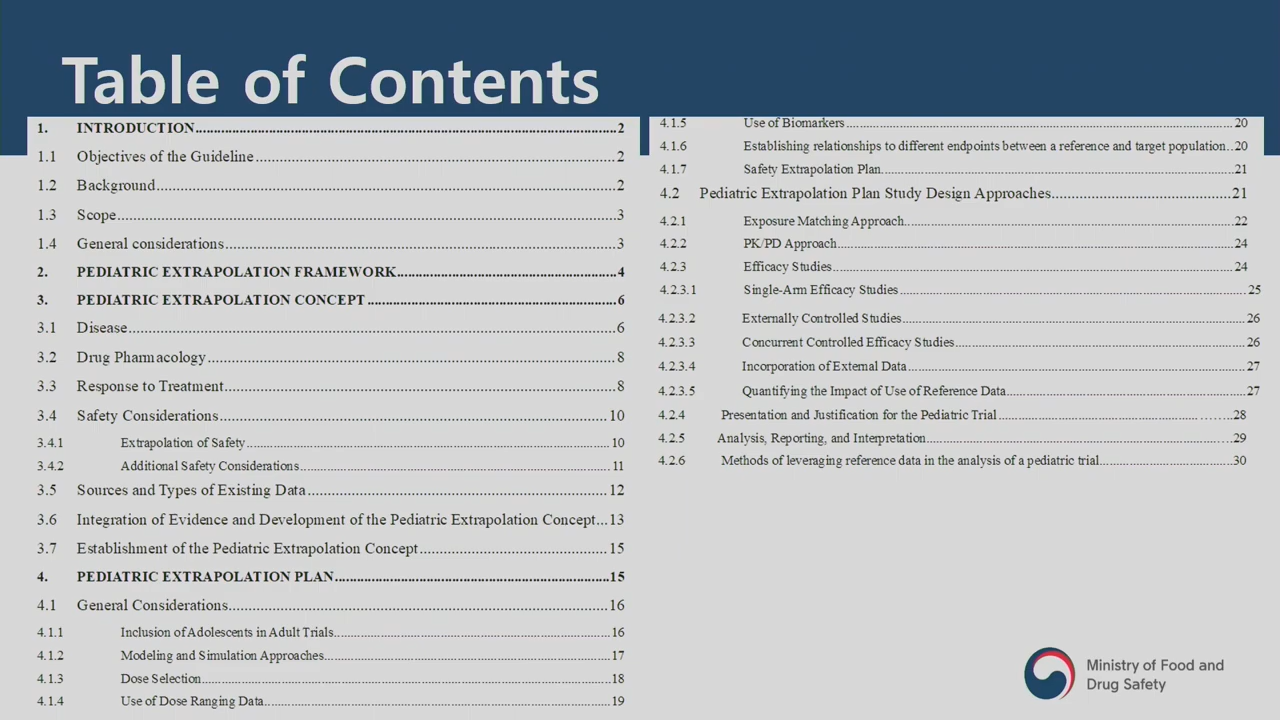 Table of Contents
1. INTRODUCTION 2
1.1 Objectives of the Guideline 2
1.2 Background 2
1.3 Scope 3
1.4 General considerations 3
2. PEDIATRIC EXTRAPOLATION FRAMEWORK 4
3. PEDIATRIC EXTRAPOLATION CONCEPT 6
3.1 Disease 6
3.2 Drug Pharmacology 8
3.3 Response to Treatment 8
3.4 Safety Considerations 10
3.4.1 Extrapolation of Safety 10
3.4.2 Additional Safety Considerations 11
3.5 Sources and Types of Existing Data 12
3.6 Integration of Evidence and Development of the Pediatric Extrapolation Concept 13
3.7 Establishment of the Pediatric Extrapolation Concept 15
4. PEDIATRIC EXTRAPOLATION PLAN 15
4.1 General Considerations 16
4.1.1 Inclusion of Adolescents in Adult Trials 16
4.1.2 Modeling and Simulation Approaches 17
4.1.3 Dose Selection 18
4.1.4 Use of Dose Ranging Data 19
4.1.5 Use of Biomarkers 20
4.1.6 Establishing relationships to different endpoints between a reference and target population 20
4.1.7 Safety Extrapolation Plan 21
4.2 Pediatric Extrapolation Plan Study Design Approaches 21
4.2.1 Exposure Matching Approach 22
4.2.2 PK/PD Approach 24
4.2.3 Efficacy Studies 24
4.2.3.1 Single-Arm Efficacy Studies 25
4.2.3.2 Externally Controlled Studies 26
4.2.3.3 Concurrent Controlled Efficacy Studies 26
4.2.3.4 Incorporation of External Data 27
4.2.3.5 Quantifying the Impact of Use of Reference Data 27
4.2.4 Presentation and Justification for the Pediatric Trial 28
4.2.5 Analysis, Reporting, and Interpretation 29
4.2.6 Methods of leveraging reference data in the analysis of a pediatric trial 30
Ministry of Food and
Drug Safety